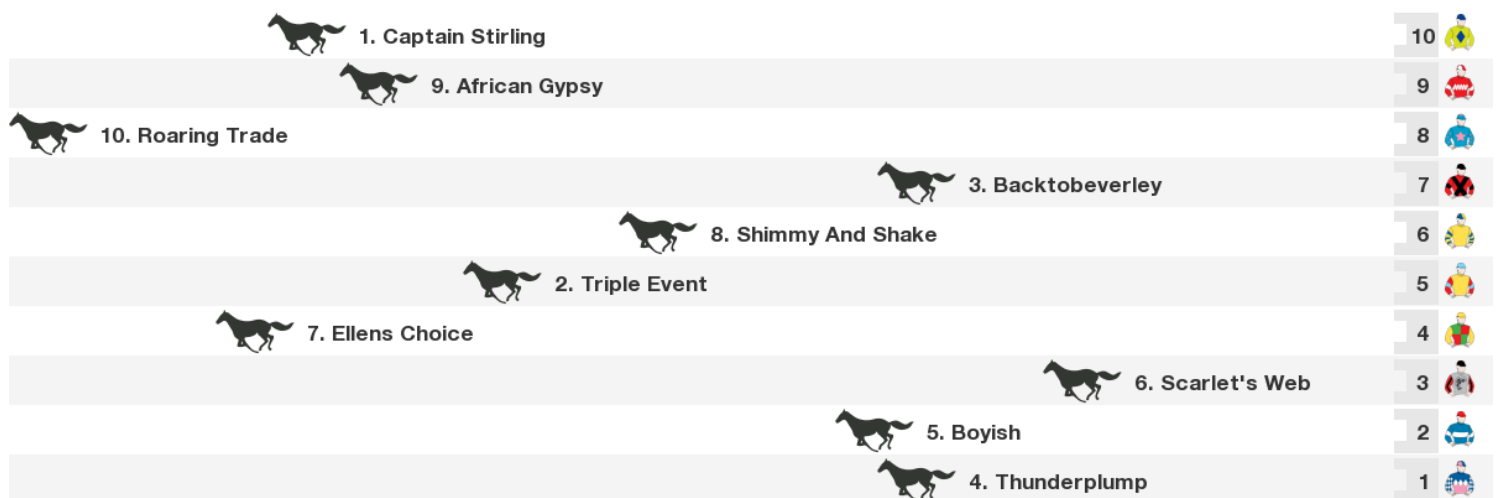 1. Captain Stirling 10
9. African Gypsy 9
10. Roaring Trade 8
3. Backtobeverley 7
8. Shimmy And Shake 6
2. Triple Event 5
7. Ellens Choice 4
6. Scarlet's Web 3
5. Boyish 2
4. Thunderplump 1